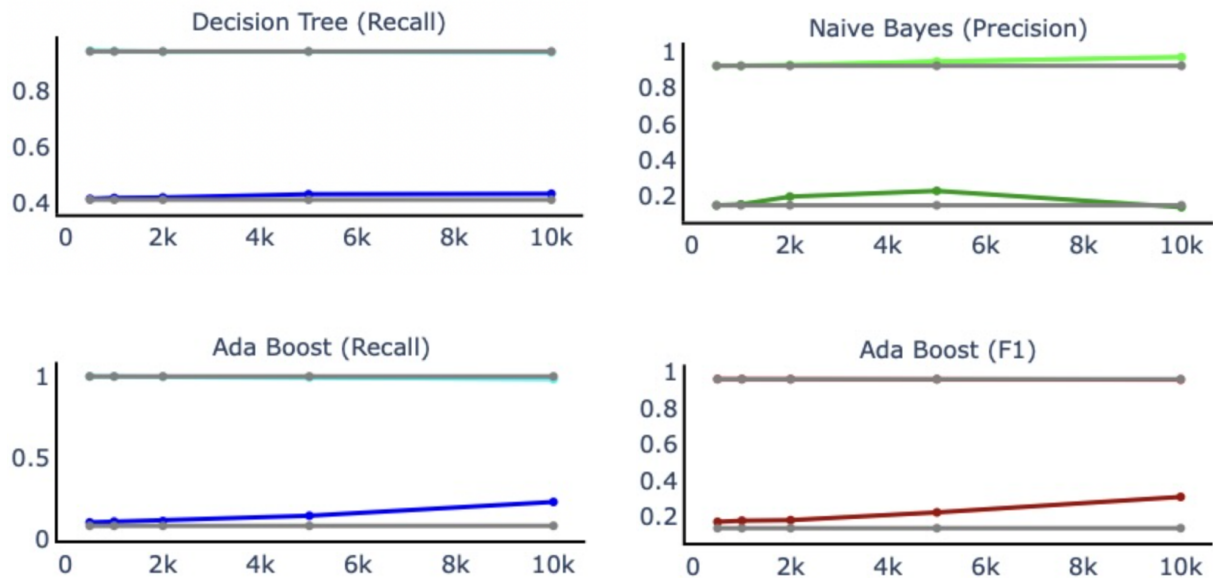 Decision Tree (Recall)
0.8
0.6
0.4
0 2k 4k 6k 8k 10k
Naive Bayes (Precision)
1
0.8
0.6
0.4
0.2
0 2k 4k 6k 8k 10k
Ada Boost (Recall)
1
0.5
0
0 2k 4k 6k 8k 10k
Ada Boost (F1)
1
0.8
0.6
0.4
0.2
0 2k 4k 6k 8k 10k